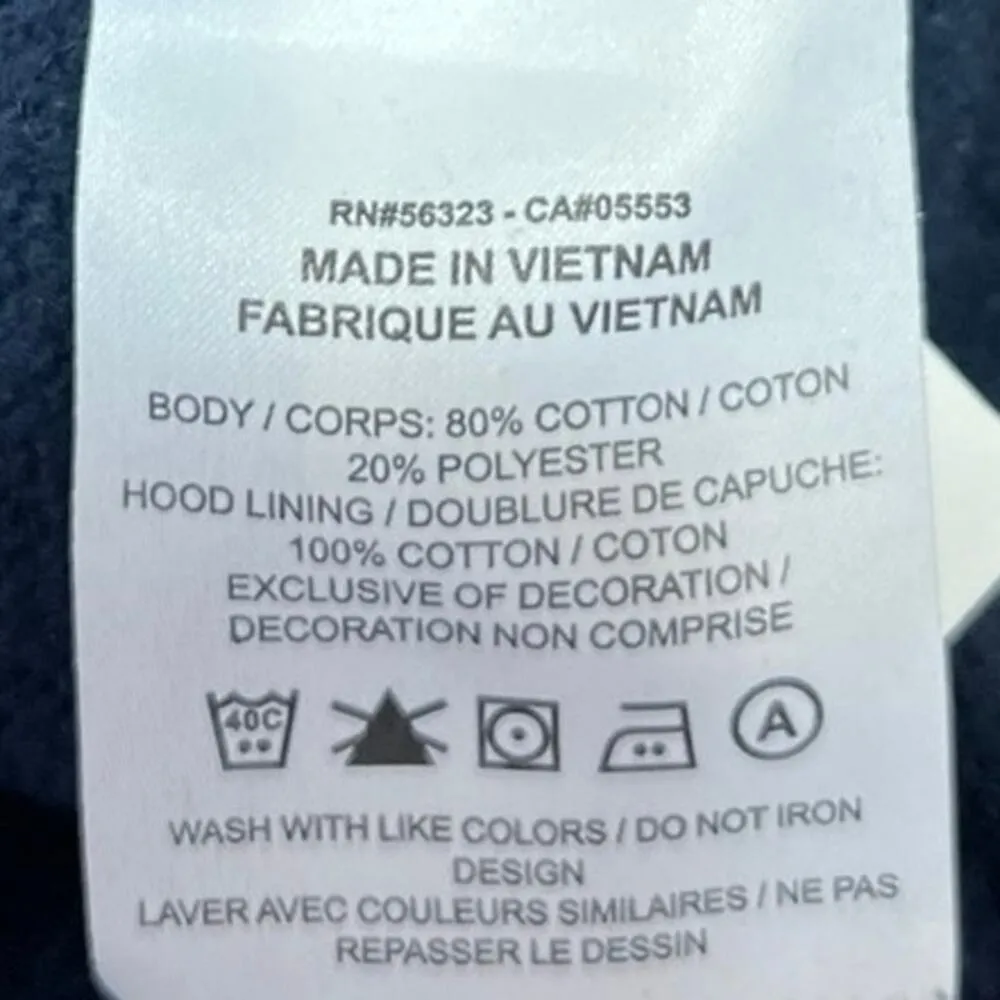 RN#56323 - CA#05553
MADE IN VIETNAM
FABRIQUE AU VIETNAM
BODY / CORPS: 80% COTTON / COTON
20% POLYESTER
HOOD LINING / DOUBLURE DE CAPUCHE:
100% COTTON / COTON
EXCLUSIVE OF DECORATION /
DECORATION NON COMPRISE
40C A
WASH WITH LIKE COLORS / DO NOT IRON
DESIGN
LAVER AVEC COULEURS SIMILAIRES / NE PAS
REPASSER LE DESSIN